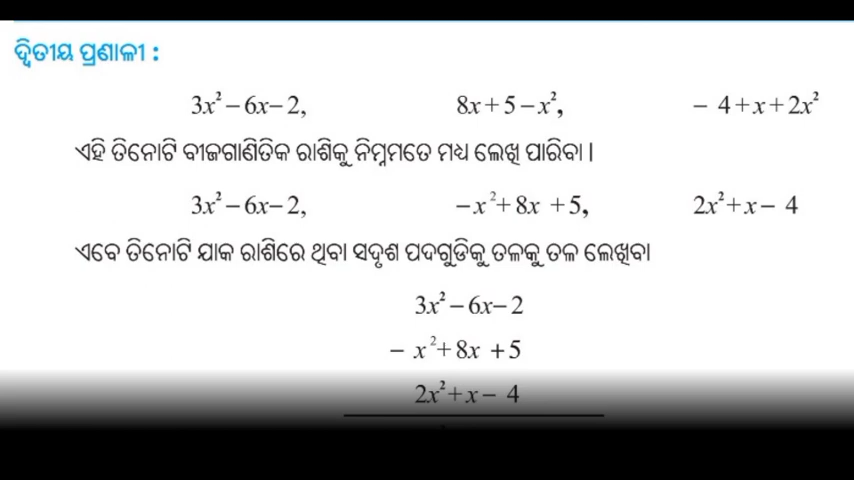 ଦ୍ଵିତୀୟ ପ୍ରଣାଳୀ :
3x² – 6x – 2, 8x + 5 – x², – 4 + x + 2x²
ଏହି ତିନୋଟି ବୀଜଗାଣିତିକ ରାଶିକୁ ନିମ୍ନମତେ ମଧ୍ୟ ଲେଖି ପାରିବା ।
3x² – 6x – 2, –x² + 8x + 5, 2x² + x – 4
ଏବେ ତିନୋଟି ଯାକ ରାଶିରେ ଥିବା ସଦୃଶ ପଦଗୁଡିକୁ ତଳକୁ ତଳ ଲେଖିବା
3x² – 6x – 2
– x² + 8x + 5
2x² + x – 4